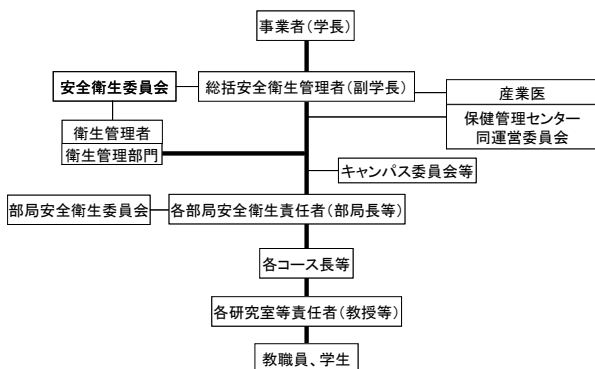 事業者(学長)
安全衛生委員会
総括安全衛生管理者(副学長)
産業医
保健管理センター
同運営委員会
衛生管理者
衛生管理部門
キャンパス委員会等
部局安全衛生委員会
各部局安全衛生責任者(部局長等)
各コース長等
各研究室等責任者(教授等)
教職員、学生